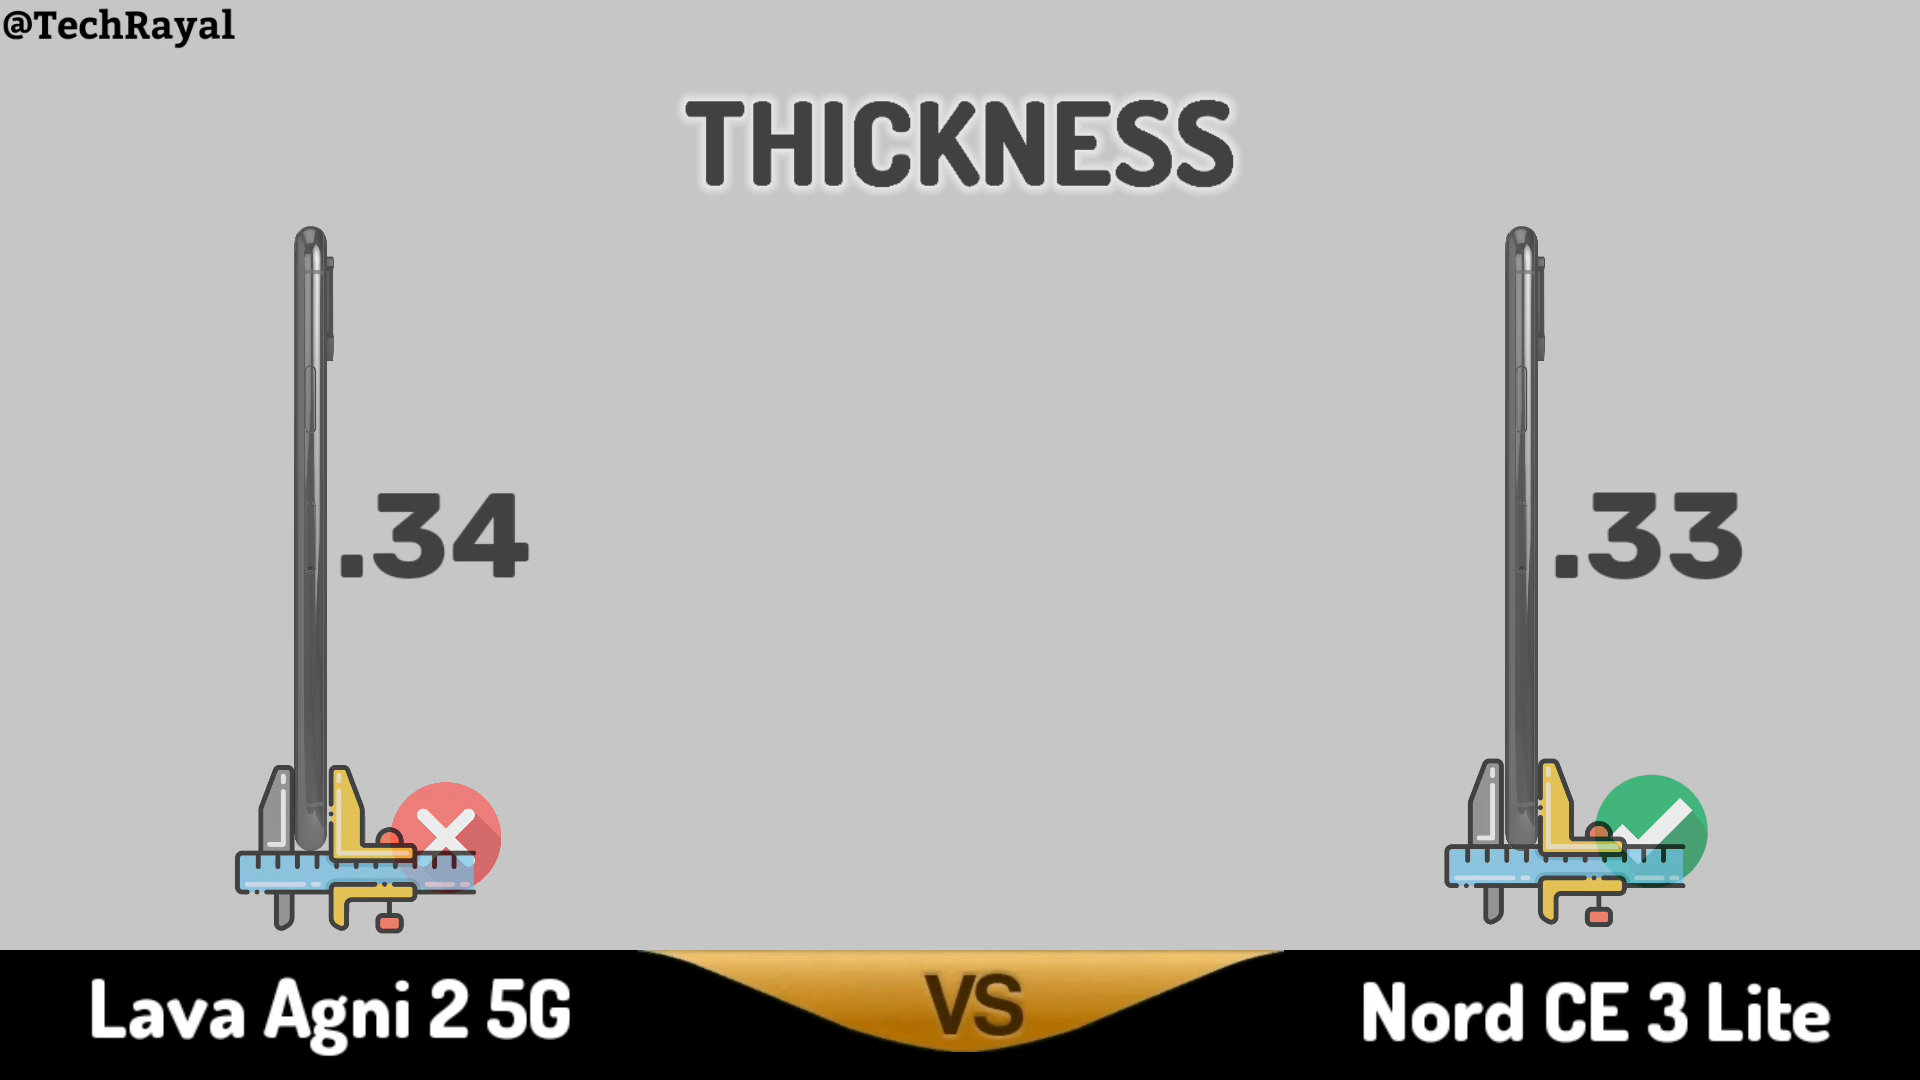 @TechRayal
THICKNESS
.34
.33
Lava Agni 2 5G
VS
Nord CE 3 Lite